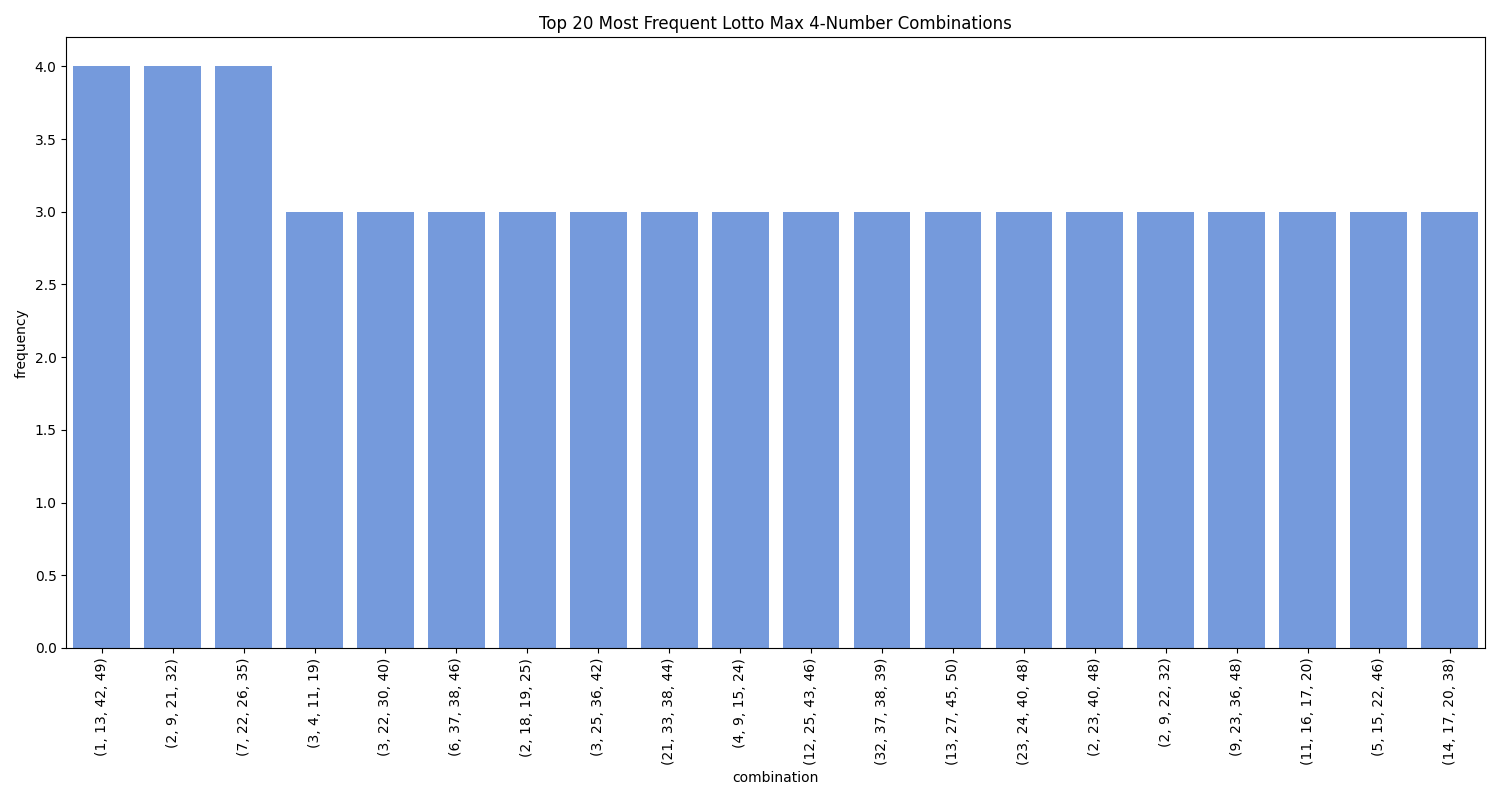 Top 20 Most Frequent Lotto Max 4-Number Combinations
4.0
3.5
3.0
2.5
2.0
1.5
1.0
0.5
0.0
frequency
(1, 13, 42, 49)
(2, 9, 21, 32)
(7, 22, 26, 35)
(3, 4, 11, 19)
(3, 22, 30, 40)
(6, 37, 38, 46)
(2, 18, 19, 25)
(3, 25, 36, 42)
(21, 33, 38, 44)
(4, 9, 15, 24)
(12, 25, 43, 46)
(32, 37, 38, 39)
(13, 27, 45, 50)
(23, 24, 40, 48)
(2, 23, 40, 48)
(2, 9, 22, 32)
(9, 23, 36, 48)
(11, 16, 17, 20)
(5, 15, 22, 46)
(14, 17, 20, 38)
combination